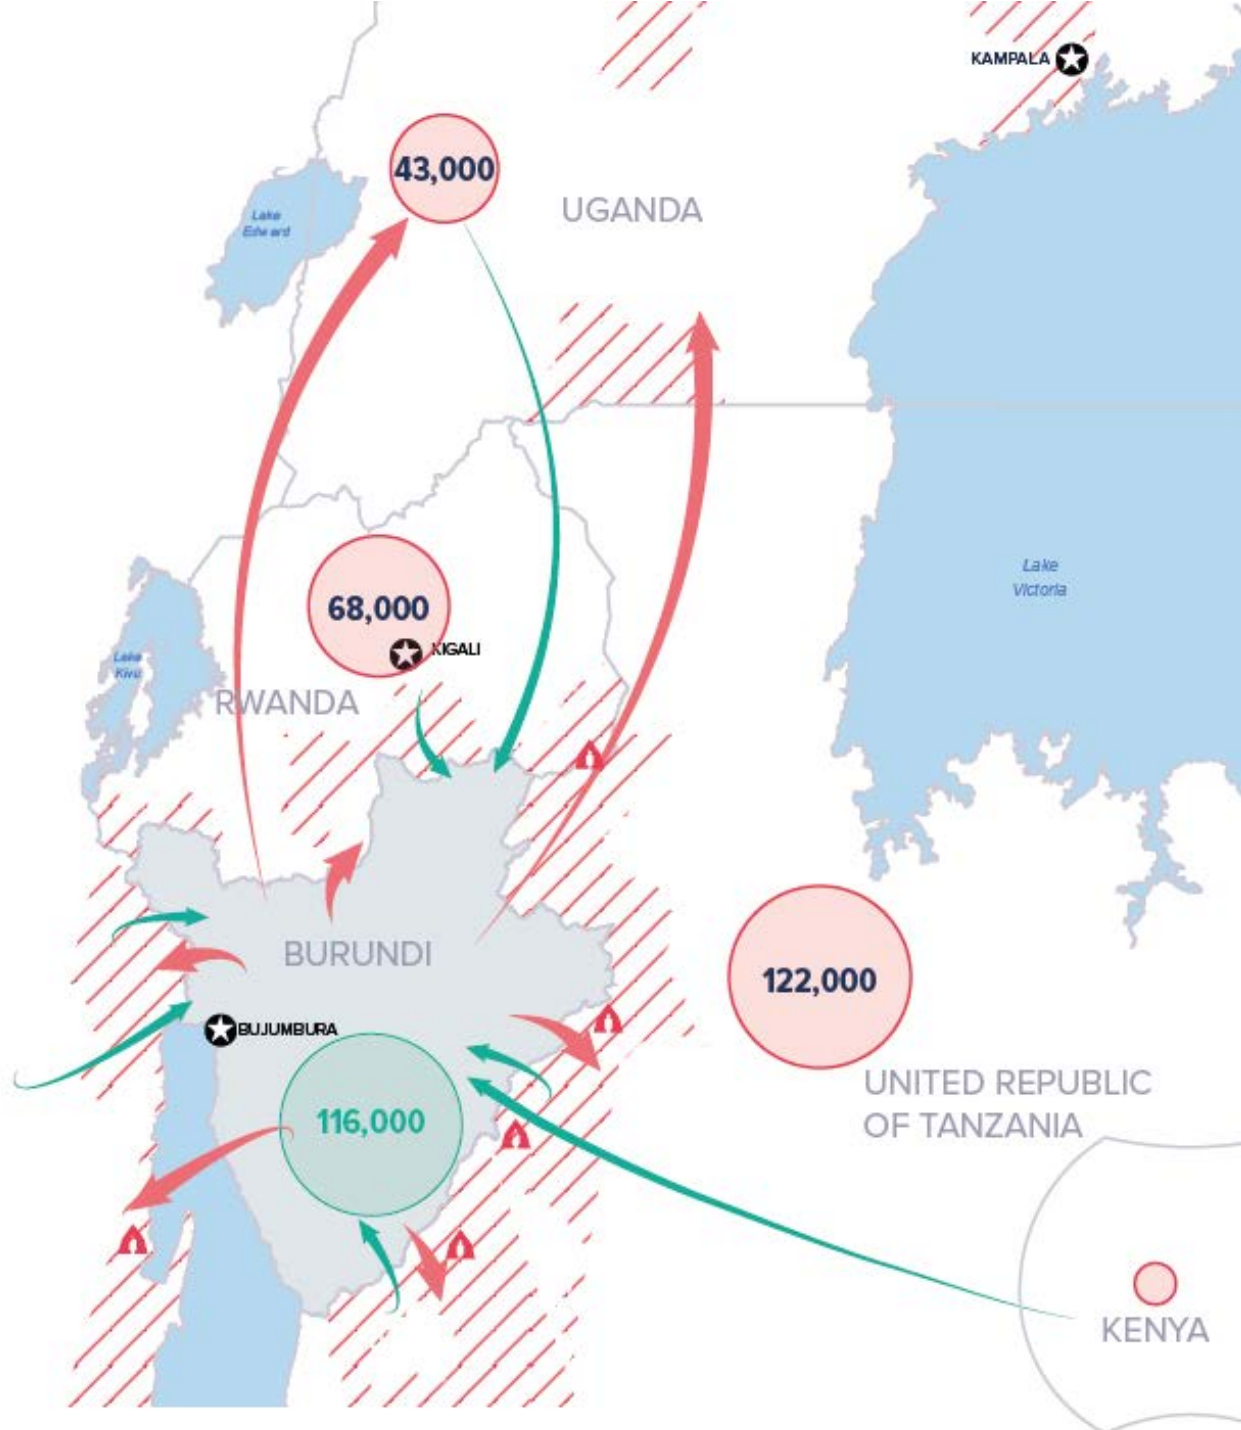 KAMPALA
43,000
UGANDA
Lake
Edward
Lake
Victoria
68,000
KIGALI
Lake
Kivu
RWANDA
BURUNDI
122,000
BUJUMBURA
116,000
UNITED REPUBLIC
OF TANZANIA
KENYA